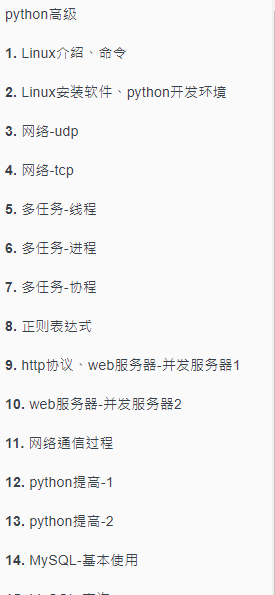 python高级
1. Linux介绍、命令
2. Linux安装软件、python开发环境
3. 网络-udp
4. 网络-tcp
5. 多任务-线程
6. 多任务-进程
7. 多任务-协程
8. 正则表达式
9. http协议、web服务器-并发服务器1
10. web服务器-并发服务器2
11. 网络通信过程
12. python提高-1
13. python提高-2
14. MySQL-基本使用